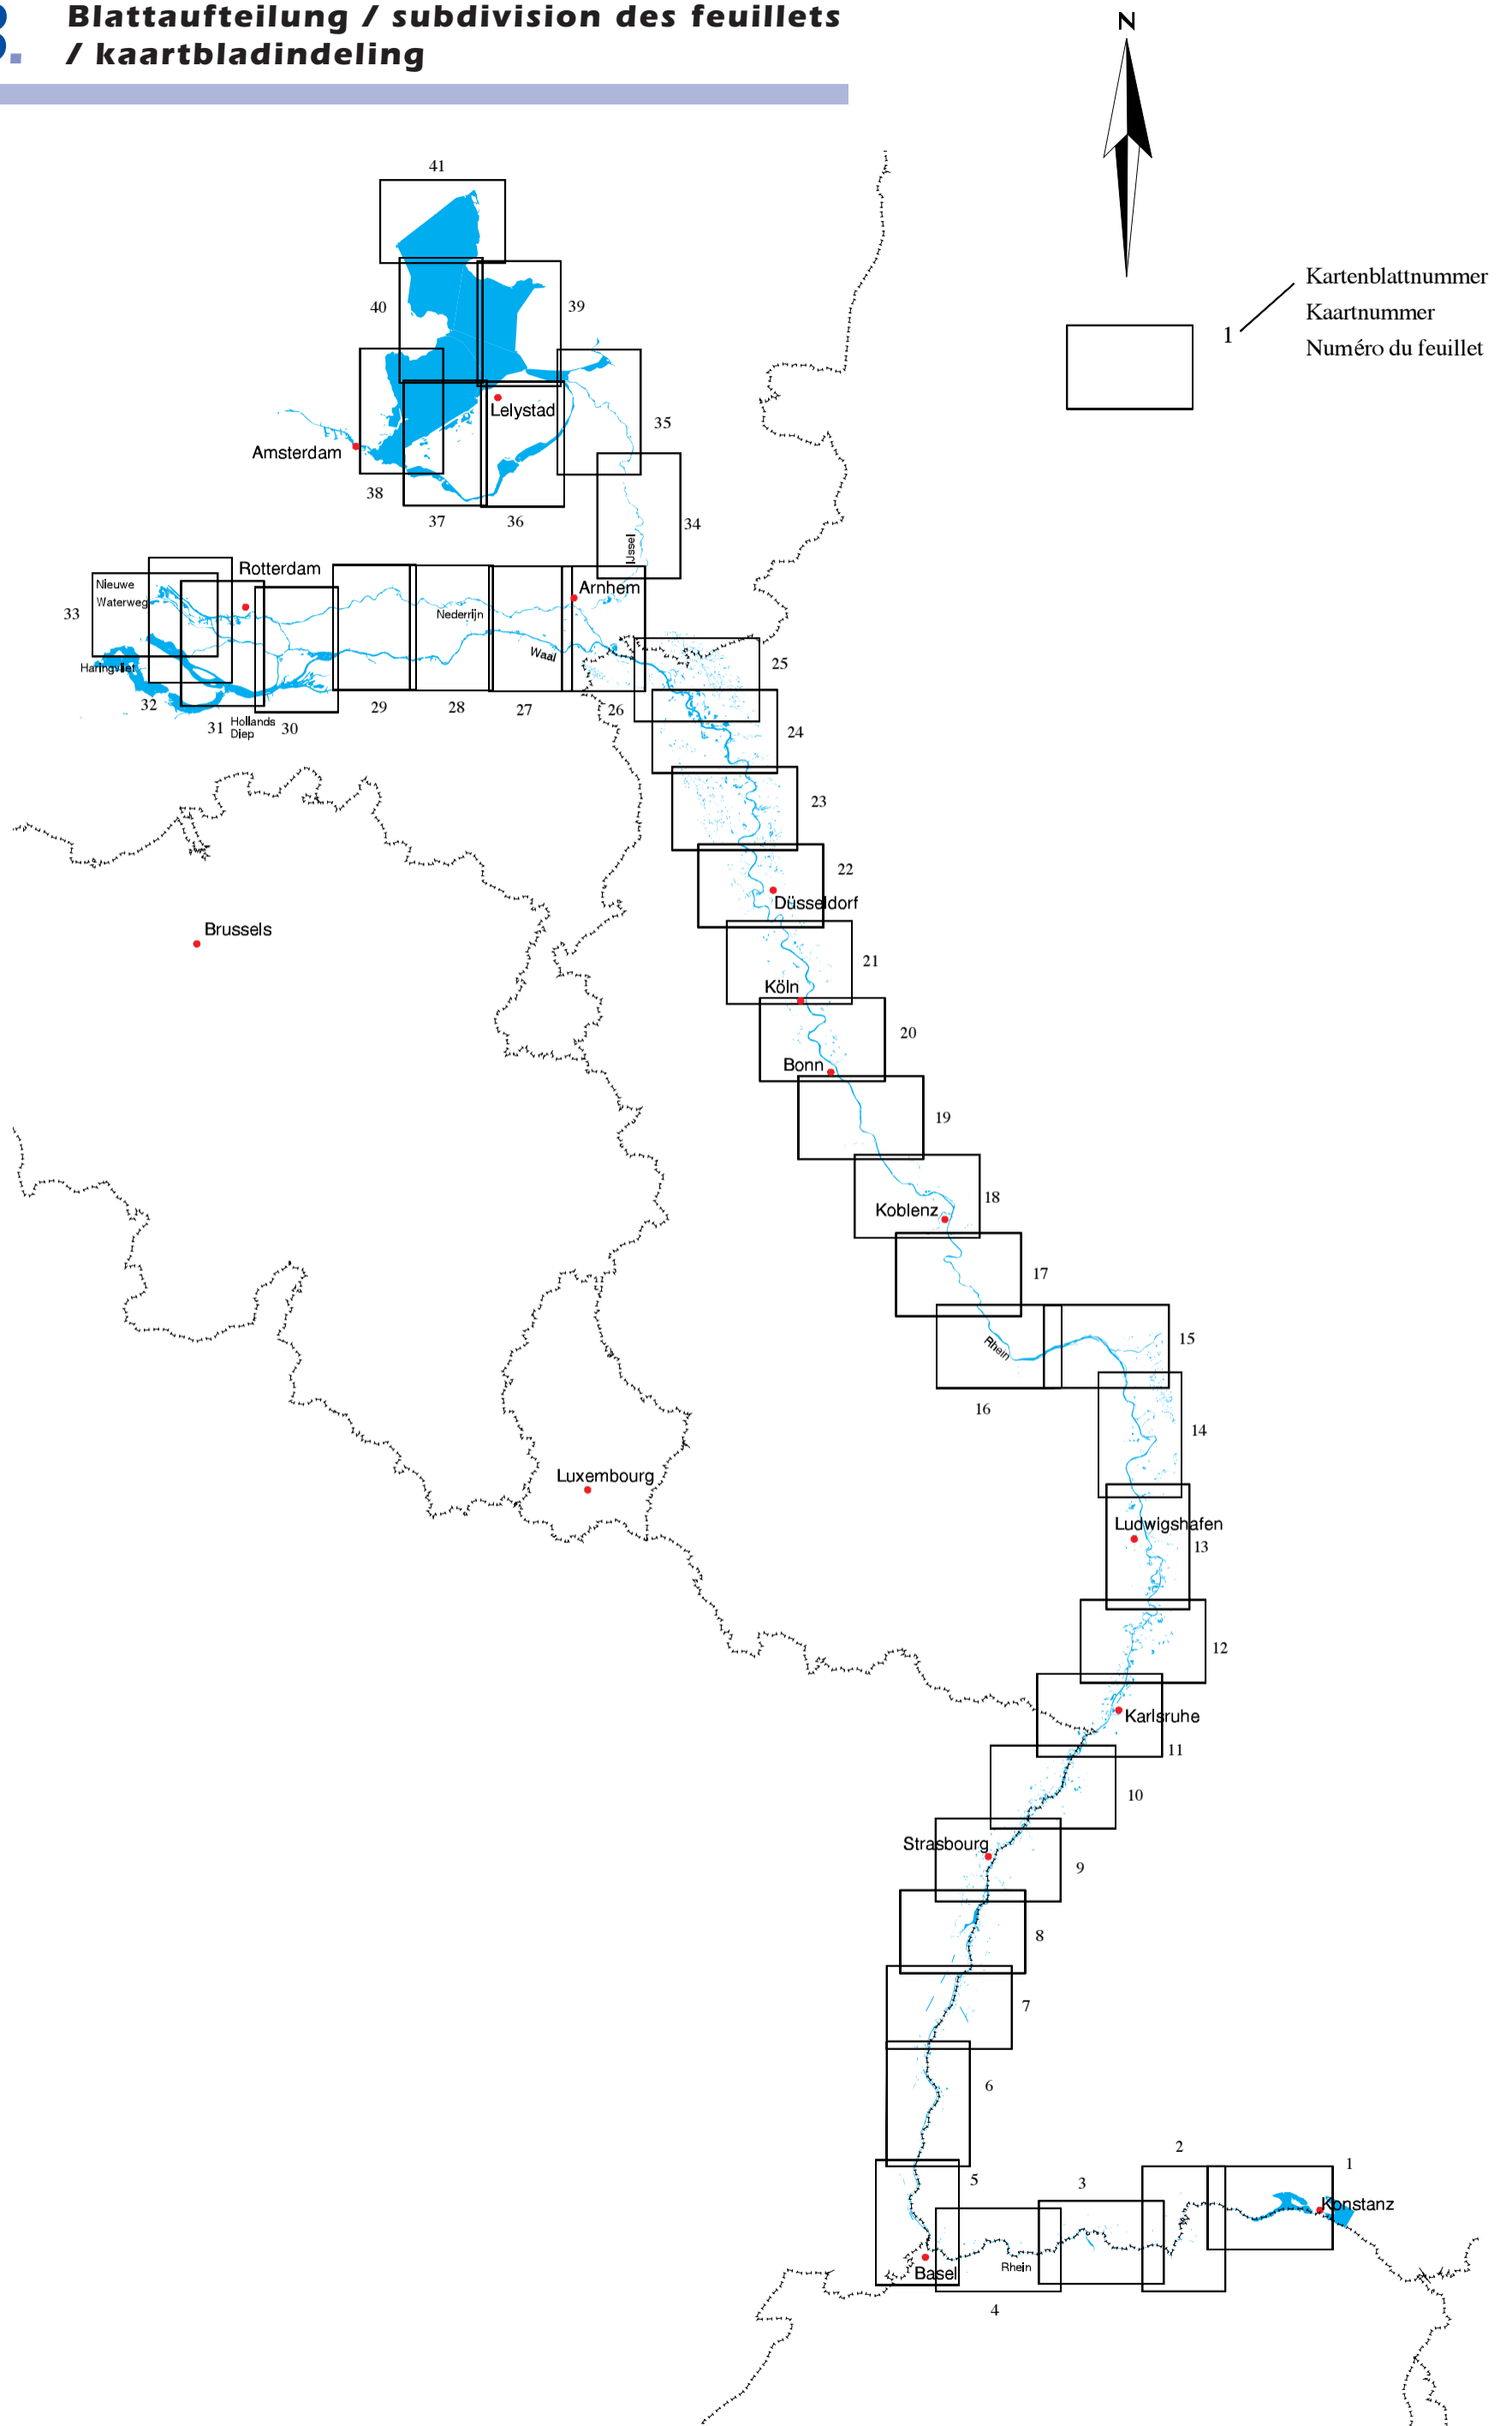 3. Blattaufteilung / subdivision des feuillets
/ kaartbladindeling
N
Kartenblattnummer
1
Kaartnummer
Numéro du feuillet
41
40
39
Lelystad
35
Amsterdam
38
37
36
34
IJssel
Rotterdam
Arnhem
Nieuwe
Waterweg
33
Nederrijn
Waal
Haringvliet
25
32
31
Hollands
Diep
30
29
28
27
26
24
23
22
Düsseldorf
Brussels
21
Köln
20
Bonn
19
18
Koblenz
17
15
Rhein
16
14
Luxembourg
Ludwigshafen
13
12
Karlsruhe
11
10
Strasbourg
9
8
7
6
2
1
5
3
Konstanz
Rhein
Basel
4